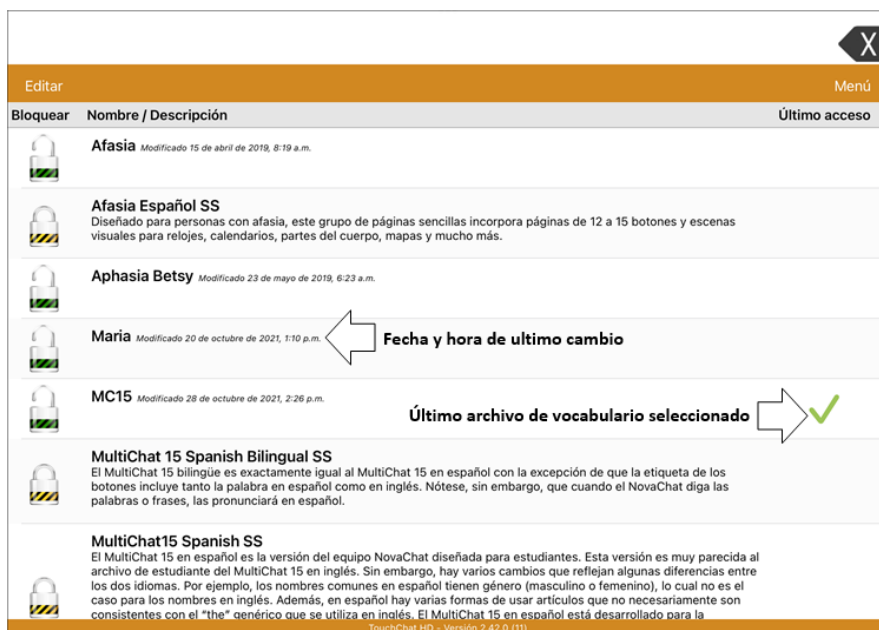 X
Editar Menú
Bloquear Nombre / Descripción Último acceso
Afasia Modificado 15 de abril de 2019, 8:19 a.m.
Afasia Español SS
Diseñado para personas con afasia, este grupo de páginas sencillas incorpora páginas de 12 a 15 botones y escenas
visuales para relojes, calendarios, partes del cuerpo, mapas y mucho más.
Aphasia Betsy Modificado 23 de mayo de 2019, 6:23 a.m.
Maria Modificado 20 de octubre de 2021, 1:10 p.m. Fecha y hora de ultimo cambio
MC15 Modificado 28 de octubre de 2021, 2:26 p.m.
Último archivo de vocabulario seleccionado
MultiChat 15 Spanish Bilingual SS
El MultiChat 15 bilingüe es exactamente igual al MultiChat 15 en español con la excepción de que la etiqueta de los
botones incluye tanto la palabra en español como en inglés. Nótese, sin embargo, que cuando el NovaChat diga las
palabras o frases, las pronunciará en español.
MultiChat15 Spanish SS
El MultiChat 15 en español es la versión del equipo NovaChat diseñada para estudiantes. Esta versión es muy parecida al
archivo de estudiante del MultiChat 15 en inglés. Sin embargo, hay varios cambios que reflejan algunas diferencias entre
los dos idiomas. Por ejemplo, los nombres comunes en español tienen género (masculino o femenino), lo cual no es el
caso para los nombres en inglés. Además, en español hay varias formas de usar artículos que no necesariamente son
consistentes con el "the" genérico que se utiliza en inglés. El MultiChat 15 en español está desarrollado para la
TouchChat HD - Versión 2.42.0 (11)